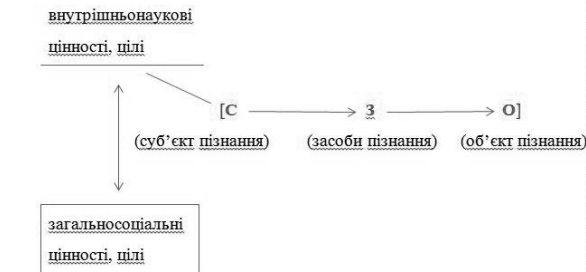 внутрішньонаукові
цінності, цілі
[С З О]
(суб’єкт пізнання) (засоби пізнання) (об’єкт пізнання)
загальносоціальні
цінності, цілі